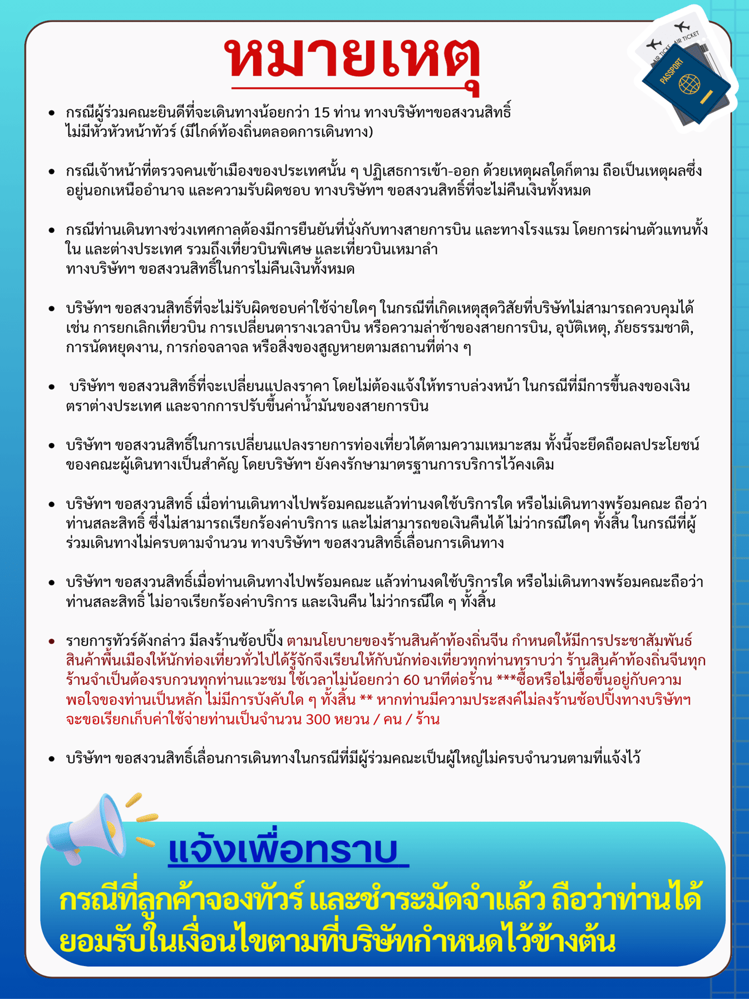 หมายเหตุ
AIR TICKET
AIR TICKET
PASSPORT
• กรณีผู้ร่วมคณะยินดีที่จะเดินทางน้อยกว่า 15 ท่าน ทางบริษัทฯขอสงวนสิทธิ์
ไม่มีหัวหัวหน้าทัวร์ (มีไกด์ท้องถิ่นตลอดการเดินทาง)
• กรณีเจ้าหน้าที่ตรวจคนเข้าเมืองของประเทศนั้น ๆ ปฏิเสธการเข้า-ออก ด้วยเหตุผลใดก็ตาม ถือเป็นเหตุผลซึ่ง
อยู่นอกเหนืออำนาจ และความรับผิดชอบ ทางบริษัทฯ ขอสงวนสิทธิ์ที่จะไม่คืนเงินทั้งหมด
• กรณีท่านเดินทางช่วงเทศกาลต้องมีการยืนยันที่นั่งกับทางสายการบิน และทางโรงแรม โดยการผ่านตัวแทนทั้ง
ใน และต่างประเทศ รวมถึงเที่ยวบินพิเศษ และเที่ยวบินเหมาลำ
ทางบริษัทฯ ขอสงวนสิทธิ์ในการไม่คืนเงินทั้งหมด
• บริษัทฯ ขอสงวนสิทธิ์ที่จะไม่รับผิดชอบค่าใช้จ่ายใดๆ ในกรณีที่เกิดเหตุสุดวิสัยที่บริษัทไม่สามารถควบคุมได้
เช่น การยกเลิกเที่ยวบิน การเปลี่ยนตารางเวลาบิน หรือความล่าช้าของสายการบิน, อุบัติเหตุ, ภัยธรรมชาติ,
การนัดหยุดงาน, การก่อจลาจล หรือสิ่งของสูญหายตามสถานที่ต่าง ๆ
• บริษัทฯ ขอสงวนสิทธิ์ที่จะเปลี่ยนแปลงราคา โดยไม่ต้องแจ้งให้ทราบล่วงหน้า ในกรณีที่มีการขึ้นลงของเงิน
ตราต่างประเทศ และจากการปรับขึ้นค่าน้ำมันของสายการบิน
• บริษัทฯ ขอสงวนสิทธิ์ในการเปลี่ยนแปลงรายการท่องเที่ยวได้ตามความเหมาะสม ทั้งนี้จะยึดถือผลประโยชน์
ของคณะผู้เดินทางเป็นสำคัญ โดยบริษัทฯ ยังคงรักษามาตรฐานการบริการไว้คงเดิม
• บริษัทฯ ขอสงวนสิทธิ์ เมื่อท่านเดินทางไปพร้อมคณะแล้วท่านงดใช้บริการใด หรือไม่เดินทางพร้อมคณะ ถือว่า
ท่านสละสิทธิ์ ซึ่งไม่สามารถเรียกร้องค่าบริการ และไม่สามารถขอเงินคืนได้ ไม่ว่ากรณีใดๆ ทั้งสิ้น ในกรณีที่ผู้
ร่วมเดินทางไม่ครบตามจำนวน ทางบริษัทฯ ขอสงวนสิทธิ์เลื่อนการเดินทาง
• บริษัทฯ ขอสงวนสิทธิ์เมื่อท่านเดินทางไปพร้อมคณะ แล้วท่านงดใช้บริการใด หรือไม่เดินทางพร้อมคณะถือว่า
ท่านสละสิทธิ์ ไม่อาจเรียกร้องค่าบริการ และเงินคืน ไม่ว่ากรณีใด ๆ ทั้งสิ้น
• รายการทัวร์ดังกล่าว มีลงร้านช้อปปิ้ง ตามนโยบายของร้านสินค้าท้องถิ่นจีน กำหนดให้มีการประชาสัมพันธ์
สินค้าพื้นเมืองให้นักท่องเที่ยวทั่วไปได้รู้จักจึงเรียนให้กับนักท่องเที่ยวทุกท่านทราบว่า ร้านสินค้าท้องถิ่นจีนทุก
ร้านจำเป็นต้องรบกวนทุกท่านแวะชม ใช้เวลาไม่น้อยกว่า 60 นาทีต่อร้าน ***ซื้อหรือไม่ซื้อขึ้นอยู่กับความ
พอใจของท่านเป็นหลัก ไม่มีการบังคับใด ๆ ทั้งสิ้น ** หากท่านมีความประสงค์ไม่ลงร้านช้อปปิ้งทางบริษัทฯ
จะขอเรียกเก็บค่าใช้จ่ายท่านเป็นจำนวน 300 หยวน / คน / ร้าน
• บริษัทฯ ขอสงวนสิทธิ์เลื่อนการเดินทางในกรณีที่มีผู้ร่วมคณะเป็นผู้ใหญ่ไม่ครบจำนวนตามที่แจ้งไว้
แจ้งเพื่อทราบ
กรณีที่ลูกค้าจองทัวร์ และชำระมัดจำแล้ว ถือว่าท่านได้
ยอมรับในเงื่อนไขตามที่บริษัทกำหนดไว้ข้างต้น